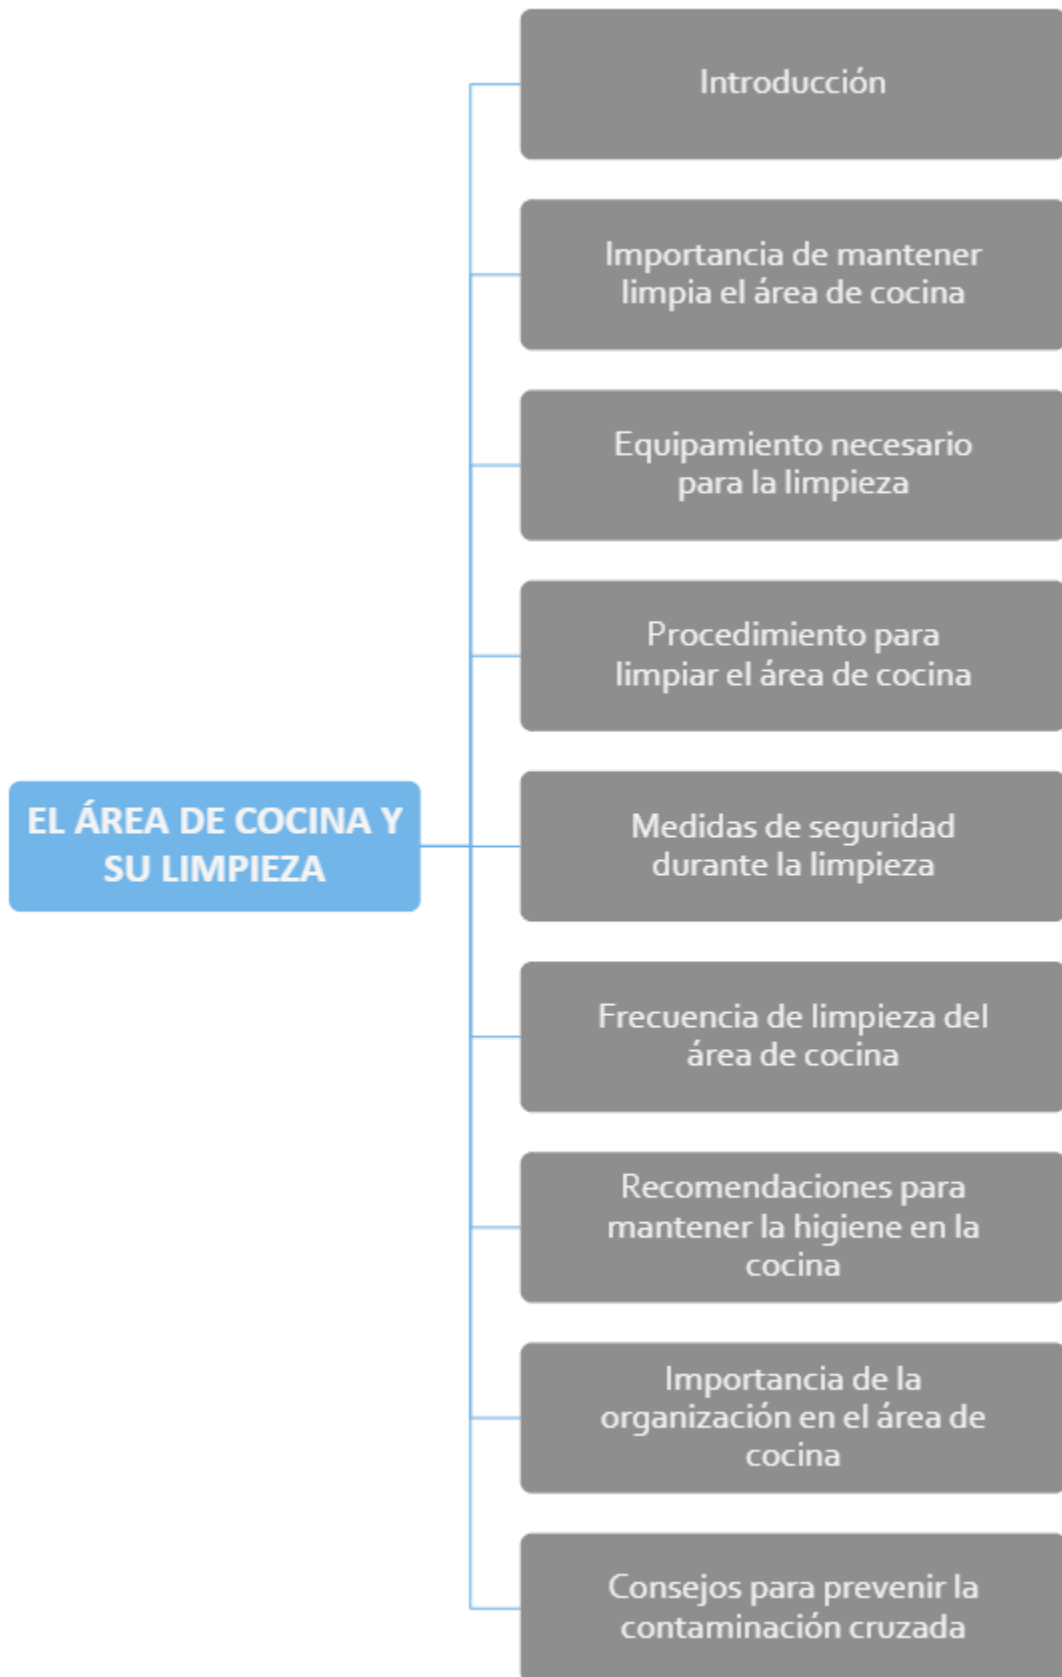 Introducción
Importancia de mantener
limpia el área de cocina
Equipamiento necesario
para la limpieza
Procedimiento para
limpiar el área de cocina
EL ÁREA DE COCINA Y
SU LIMPIEZA
Medidas de seguridad
durante la limpieza
Frecuencia de limpieza del
área de cocina
Recomendaciones para
mantener la higiene en la
cocina
Importancia de la
organización en el área de
cocina
Consejos para prevenir la
contaminación cruzada